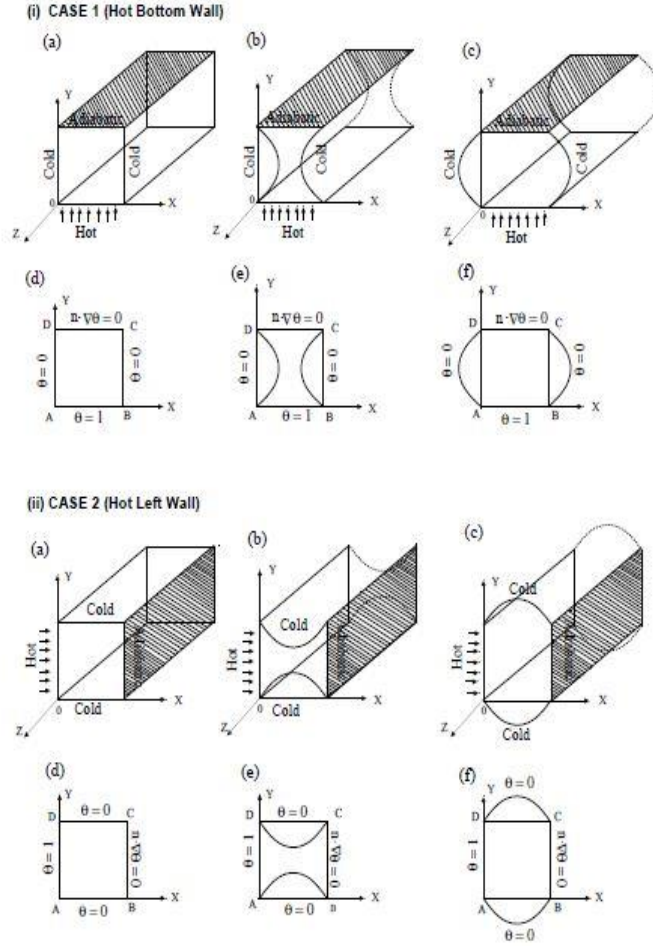 (i) CASE 1 (Hot Bottom Wall)
(a)
(b)
(c)
Y
Adiabatic
Cold
Cold
0
X
Z
Hot
Y
Adiabatic
Cold
Cold
0
X
Z
Hot
Y
Adiabatic
Cold
Cold
0
X
Z
Hot
(d)
(e)
(f)
Y
D
n·∇θ=0
C
θ=0
θ=0
A
θ=1
B
X
Y
D
n·∇θ=0
C
θ=0
θ=0
A
θ=1
B
X
Y
D
n·∇θ=0
C
θ=0
θ=0
A
θ=1
B
X
(ii) CASE 2 (Hot Left Wall)
(a)
(b)
(c)
Y
Cold
Hot
Adiabatic
0
Cold
X
Z
Y
Cold
Hot
Adiabatic
0
Cold
X
Z
Y
Cold
Hot
0
Cold
X
Z
(d)
(e)
(f)
Y
D
θ=0
C
θ=1
n·∇θ=0
A
θ=0
B
X
Y
D
θ=0
C
θ=1
n·∇θ=0
A
θ=0
B
X
θ=0
Y
D
C
θ=1
n·∇θ=0
A
B
X
θ=0